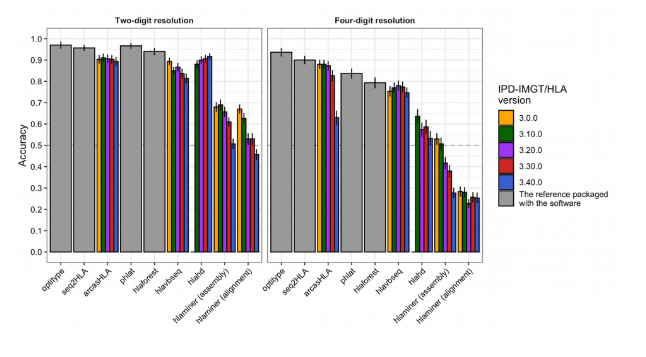 Two-digit resolution
Four-digit resolution
Accuracy
1.0
0.9
0.8
0.7
0.6
0.5
0.4
0.3
0.2
0.1
0.0
optitype
seq2HLA
arcasHLA
phlat
hlaforest
hlavbseq
hlahd
hlaminer (assembly)
hlaminer (alignment)
optitype
seq2HLA
arcasHLA
phlat
hlaforest
hlavbseq
hlahd
hlaminer (assembly)
hlaminer (alignment)
IPD-IMGT/HLA
version
3.0.0
3.10.0
3.20.0
3.30.0
3.40.0
The reference packaged
with the software